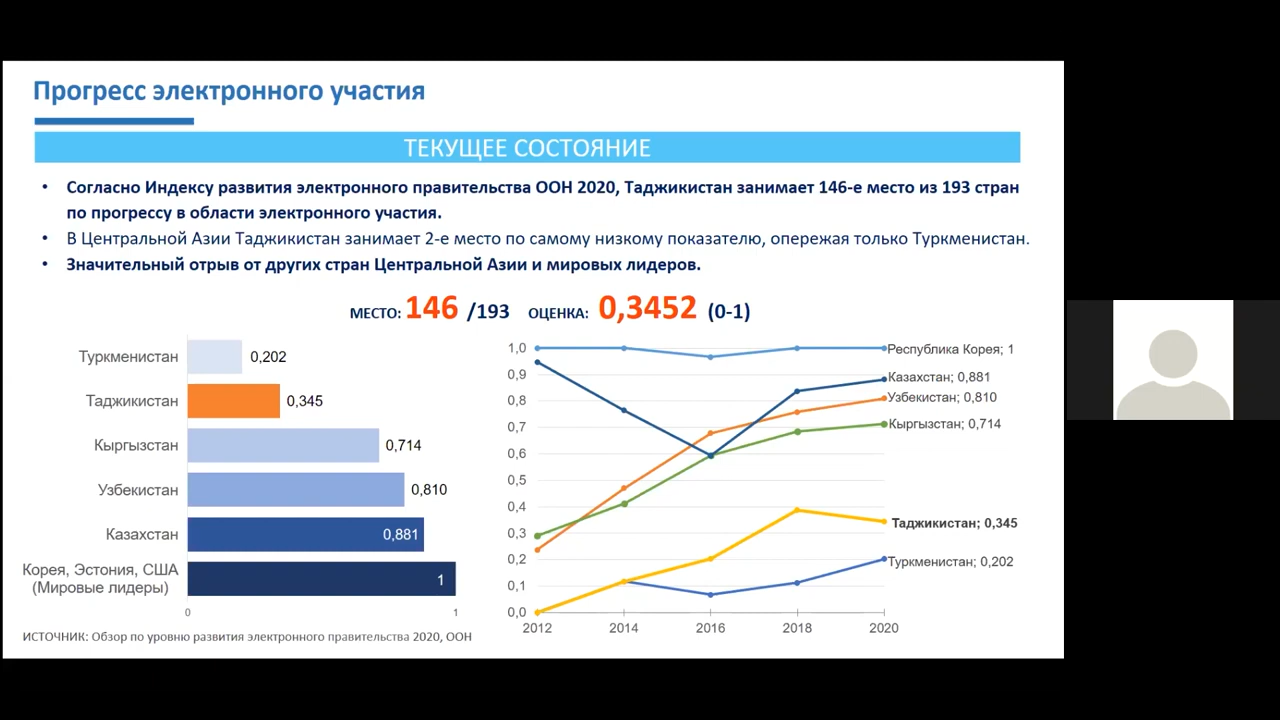 Прогресс электронного участия
ТЕКУЩЕЕ СОСТОЯНИЕ
• Согласно Индексу развития электронного правительства ООН 2020, Таджикистан занимает 146-е место из 193 стран
по прогрессу в области электронного участия.
• В Центральной Азии Таджикистан занимает 2-е место по самому низкому показателю, опережая только Туркменистан.
• Значительный отрыв от других стран Центральной Азии и мировых лидеров.
МЕСТО: 146 /193 ОЦЕНКА: 0,3452 (0-1)
Туркменистан 0,202
Таджикистан 0,345
Кыргызстан 0,714
Узбекистан 0,810
Казахстан 0,881
Корея, Эстония, США
(Мировые лидеры) 1
0 1
ИСТОЧНИК: Обзор по уровню развития электронного правительства 2020, ООН
1,0
0,9
0,8
0,7
0,6
0,5
0,4
0,3
0,2
0,1
0,0
2012 2014 2016 2018 2020
Республика Корея; 1
Казахстан; 0,881
Узбекистан; 0,810
Кыргызстан; 0,714
Таджикистан; 0,345
Туркменистан; 0,202